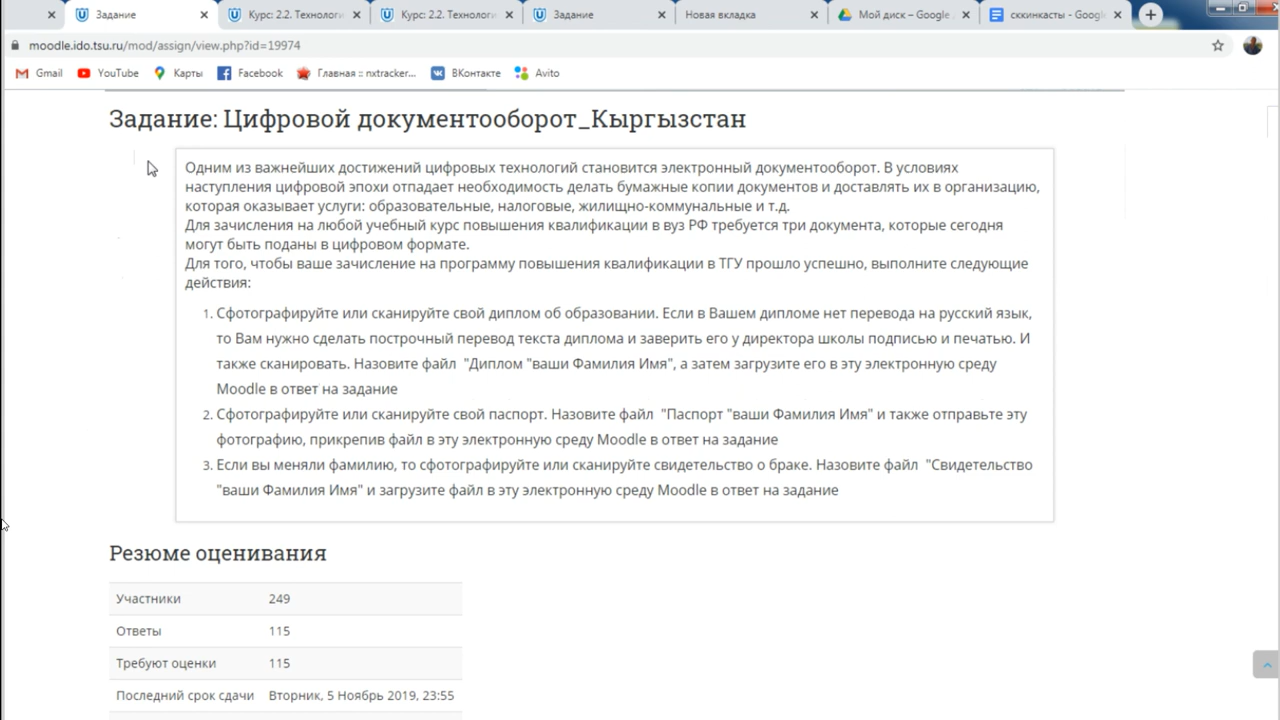 Задание
Курс: 2.2. Технологи
Курс: 2.2. Технологи
Задание
Новая вкладка
Мой диск – Google
сккинкасты - Google
moodle.ido.tsu.ru/mod/assign/view.php?id=19974
Gmail
YouTube
Карты
Facebook
Главная :: nxtracker...
ВКонтакте
Avito
Задание: Цифровой документооборот_Кыргызстан
Одним из важнейших достижений цифровых технологий становится электронный документооборот. В условиях
наступления цифровой эпохи отпадает необходимость делать бумажные копии документов и доставлять их в организацию,
которая оказывает услуги: образовательные, налоговые, жилищно-коммунальные и т.д.
Для зачисления на любой учебный курс повышения квалификации в вуз РФ требуется три документа, которые сегодня
могут быть поданы в цифровом формате.
Для того, чтобы ваше зачисление на программу повышения квалификации в ТГУ прошло успешно, выполните следующие
действия:
1. Сфотографируйте или сканируйте свой диплом об образовании. Если в Вашем дипломе нет перевода на русский язык,
то Вам нужно сделать построчный перевод текста диплома и заверить его у директора школы подписью и печатью. И
также сканировать. Назовите файл "Диплом "ваши Фамилия Имя", а затем загрузите его в эту электронную среду
Moodle в ответ на задание
2. Сфотографируйте или сканируйте свой паспорт. Назовите файл "Паспорт "ваши Фамилия Имя" и также отправьте эту
фотографию, прикрепив файл в эту электронную среду Moodle в ответ на задание
3. Если вы меняли фамилию, то сфотографируйте или сканируйте свидетельство о браке. Назовите файл "Свидетельство
"ваши Фамилия Имя" и загрузите файл в эту электронную среду Moodle в ответ на задание
Резюме оценивания
Участники 249
Ответы 115
Требуют оценки 115
Последний срок сдачи Вторник, 5 Ноябрь 2019, 23:55